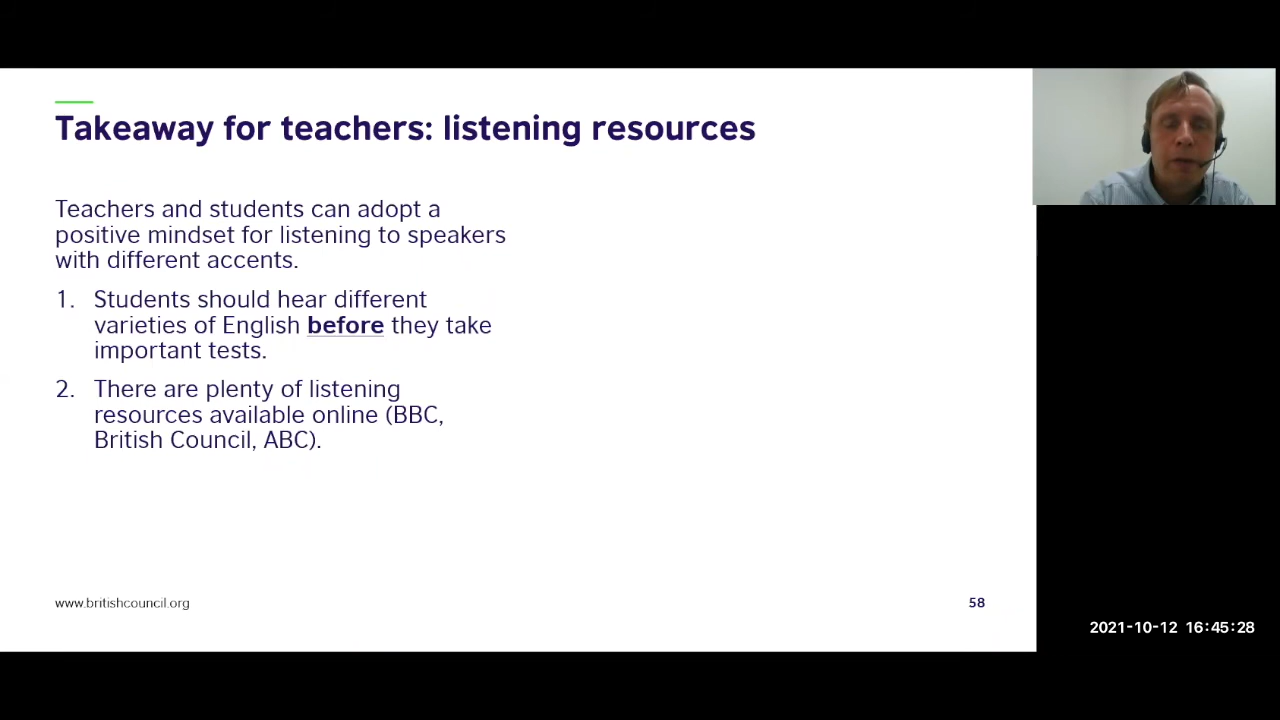 Takeaway for teachers: listening resources
Teachers and students can adopt a
positive mindset for listening to speakers
with different accents.
1. Students should hear different
varieties of English before they take
important tests.
2. There are plenty of listening
resources available online (BBC,
British Council, ABC).
www.britishcouncil.org
58
2021-10-12 16:45:28